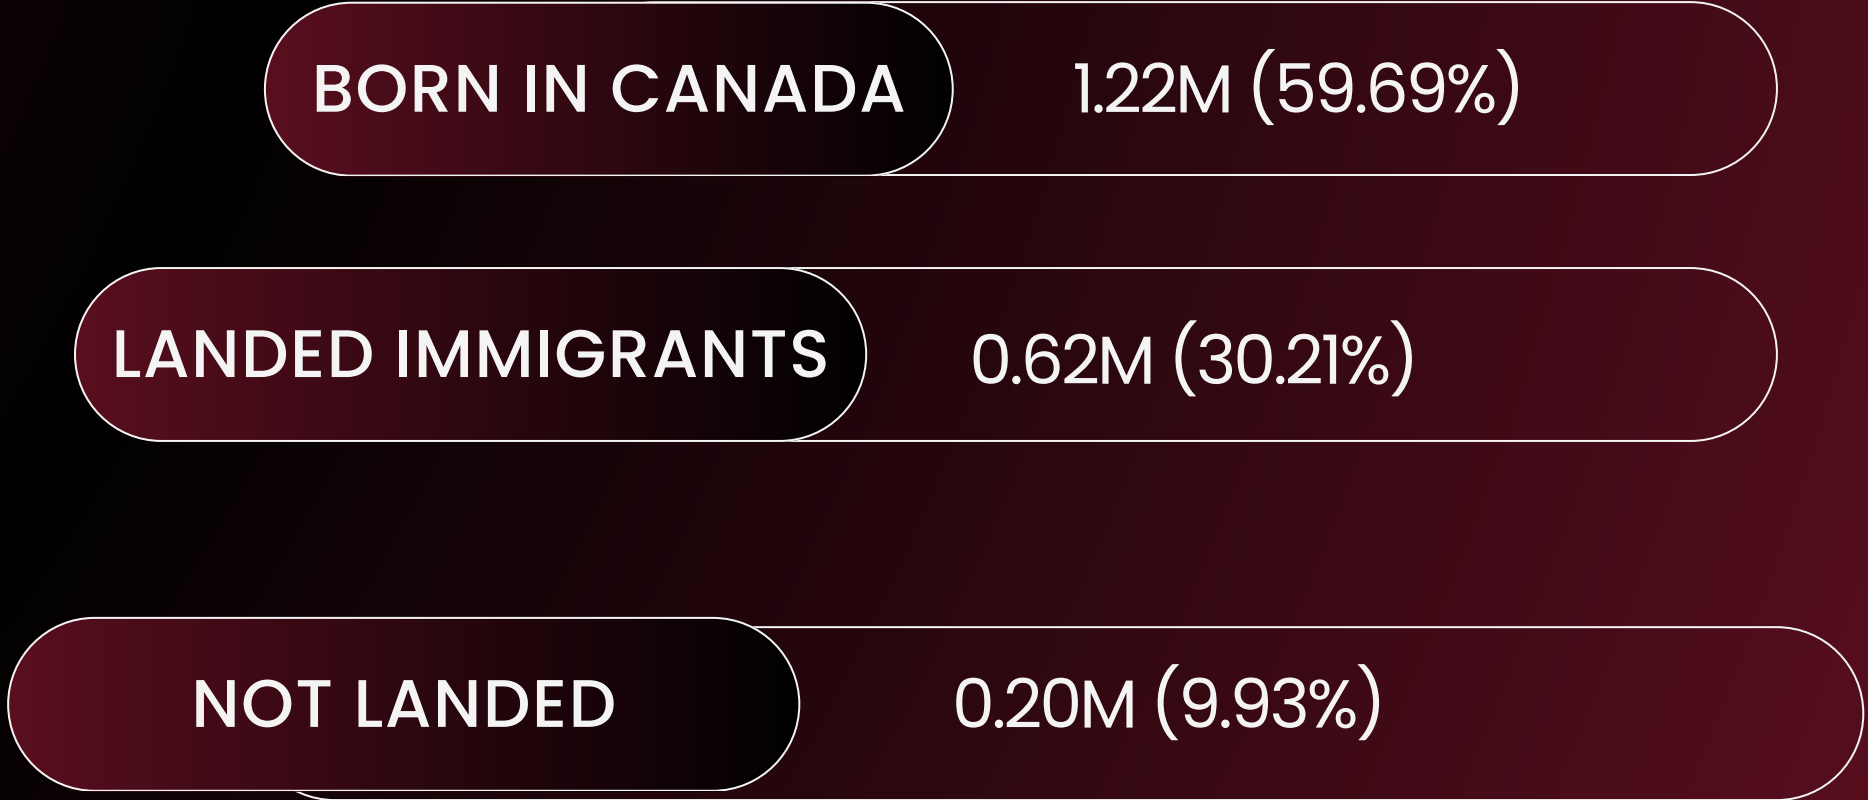 BORN IN CANADA 1.22M (59.69%)
LANDED IMMIGRANTS 0.62M (30.21%)
NOT LANDED 0.20M (9.93%)